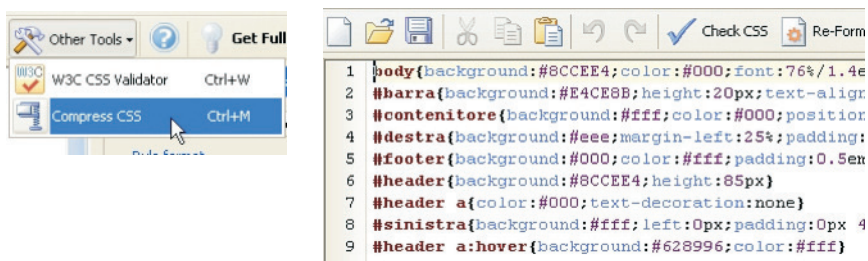 Other Tools
Get Full
W3C CSS Validator Ctrl+W
Compress CSS Ctrl+M
Rule format
Check CSS Re-Form
1 body{background:#8CCEE4;color:#000;font:76%/1.4e
2 #barra{background:#E4CE8B;height:20px;text-align
3 #contenitore{background:#fff;color:#000;position
4 #destra{background:#eee;margin-left:25%;padding:
5 #footer{background:#000;color:#fff;padding:0.5em
6 #header{background:#8CCEE4;height:85px}
7 #header a{color:#000;text-decoration:none}
8 #sinistra{background:#fff;left:0px;padding:0px 4
9 #header a:hover{background:#628996;color:#fff}